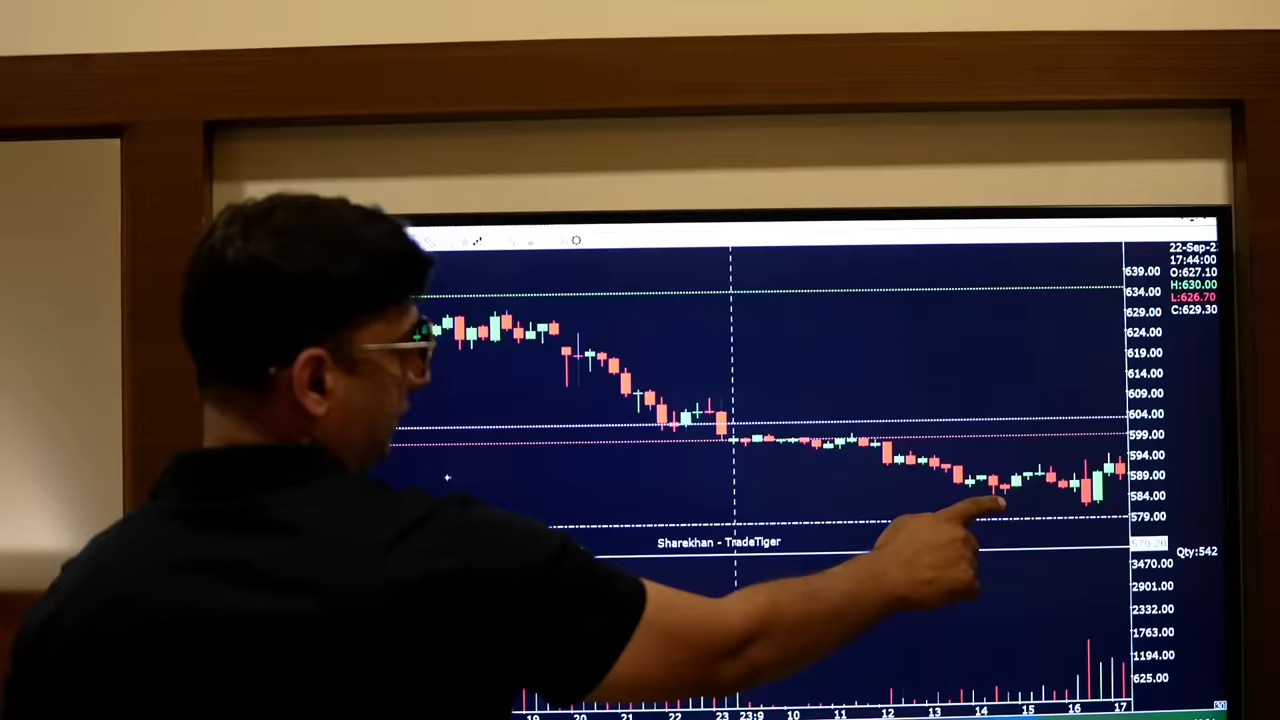 22-Sep-2
17:44:00
O:627.10
H:630.00
L:626.70
C:629.30
639.00
634.00
629.00
624.00
619.00
614.00
609.00
604.00
599.00
594.00
589.00
584.00
579.00
570.20
Sharekhan - TradeTiger
Qty:542
3470.00
2901.00
2332.00
1763.00
1194.00
625.00
19 20 21 22 23 23:9 10 11 12 13 14 15 16 17
30